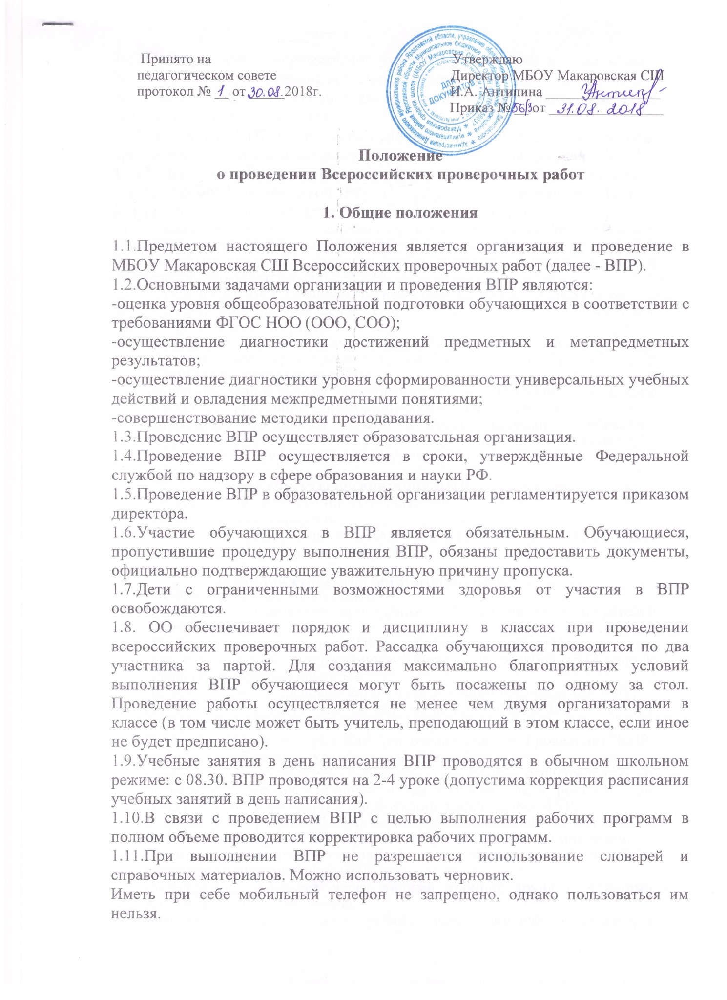 Принято на
педагогическом совете
протокол № 1 от 30.08.2018г.
Утверждаю
Директор МБОУ Макаровская СШ
И.А. Антипина
Приказ №56/3 от 31.08.2018
ДЛЯ
ДОКУМЕНТОВ
Положение
о проведении Всероссийских проверочных работ
1. Общие положения
1.1.Предметом настоящего Положения является организация и проведение в
МБОУ Макаровская СШ Всероссийских проверочных работ (далее - ВПР).
1.2.Основными задачами организации и проведения ВПР являются:
-оценка уровня общеобразовательной подготовки обучающихся в соответствии с
требованиями ФГОС НОО (ООО, СОО);
-осуществление диагностики достижений предметных и метапредметных
результатов;
-осуществление диагностики уровня сформированности универсальных учебных
действий и овладения межпредметными понятиями;
-совершенствование методики преподавания.
1.3.Проведение ВПР осуществляет образовательная организация.
1.4.Проведение ВПР осуществляется в сроки, утверждённые Федеральной
службой по надзору в сфере образования и науки РФ.
1.5.Проведение ВПР в образовательной организации регламентируется приказом
директора.
1.6.Участие обучающихся в ВПР является обязательным. Обучающиеся,
пропустившие процедуру выполнения ВПР, обязаны предоставить документы,
официально подтверждающие уважительную причину пропуска.
1.7.Дети с ограниченными возможностями здоровья от участия в ВПР
освобождаются.
1.8. ОО обеспечивает порядок и дисциплину в классах при проведении
всероссийских проверочных работ. Рассадка обучающихся проводится по два
участника за партой. Для создания максимально благоприятных условий
выполнения ВПР обучающиеся могут быть посажены по одному за стол.
Проведение работы осуществляется не менее чем двумя организаторами в
классе (в том числе может быть учитель, преподающий в этом классе, если иное
не будет предписано).
1.9.Учебные занятия в день написания ВПР проводятся в обычном школьном
режиме: с 08.30. ВПР проводятся на 2-4 уроке (допустима коррекция расписания
учебных занятий в день написания).
1.10.В связи с проведением ВПР с целью выполнения рабочих программ в
полном объеме проводится корректировка рабочих программ.
1.11.При выполнении ВПР не разрешается использование словарей и
справочных материалов. Можно использовать черновик.
Иметь при себе мобильный телефон не запрещено, однако пользоваться им
нельзя.